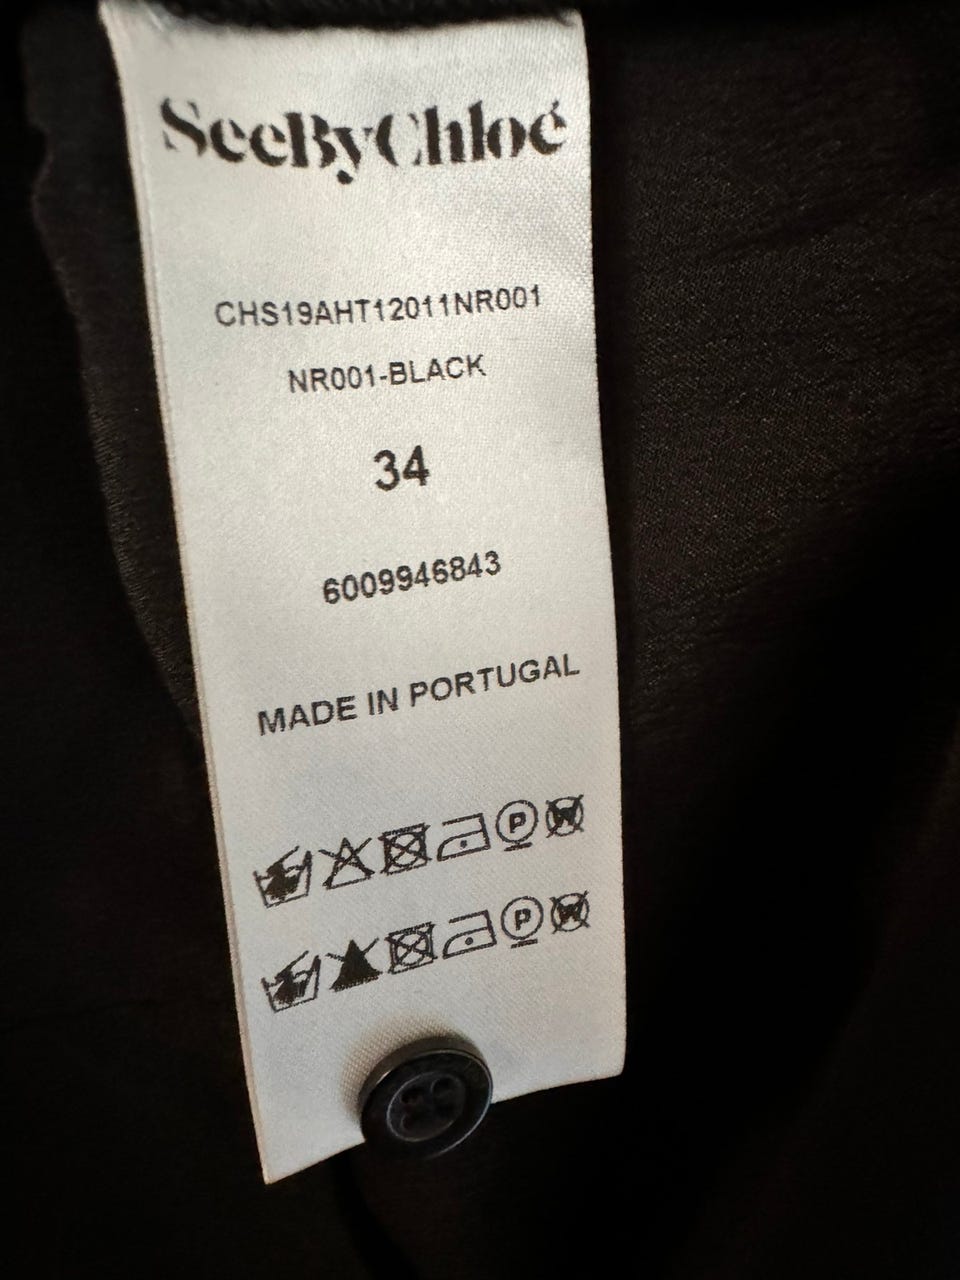 SeeByChloé
CHS19AHT12011NR001
NR001-BLACK
34
6009946843
MADE IN PORTUGAL
P W
P W